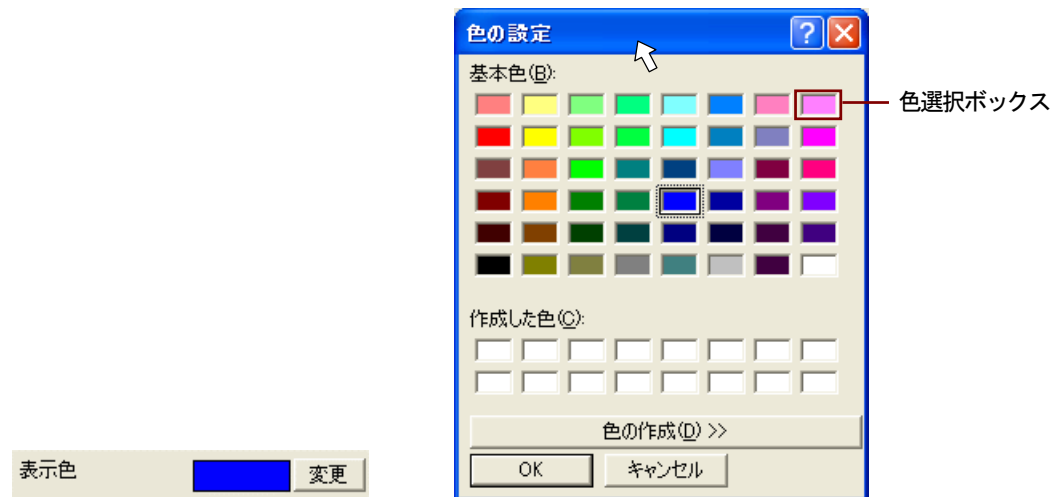 色の設定
基本色(B):
色選択ボックス
作成した色(C):
色の作成(D) >>
OK
キャンセル
表示色
変更